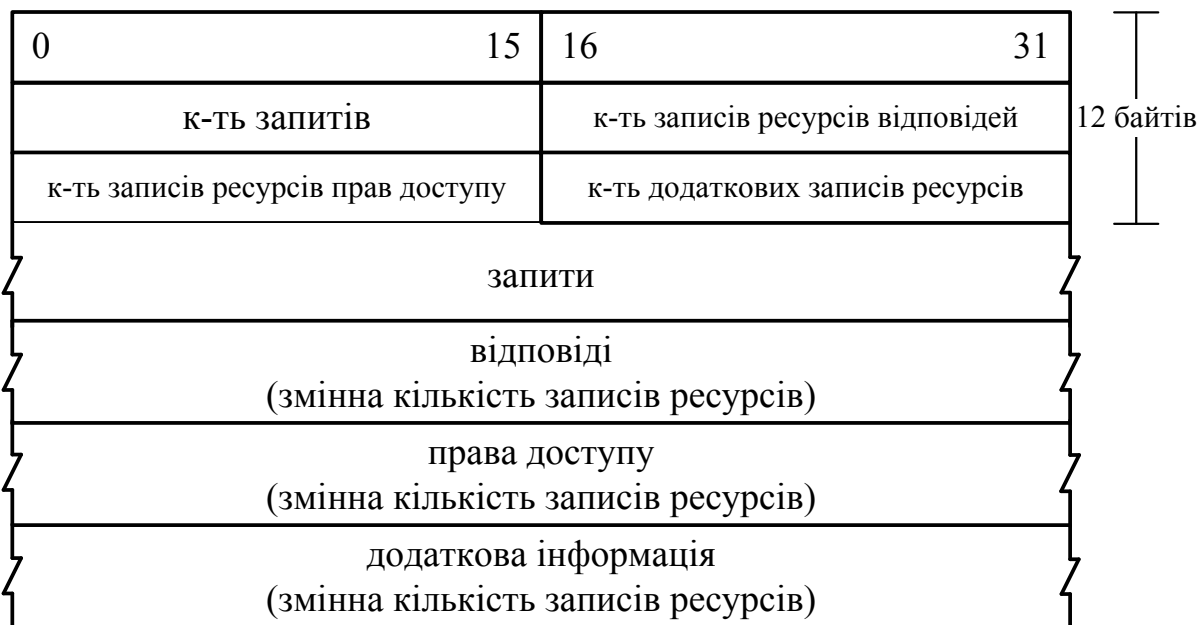 0 15 16 31
к-ть запитів к-ть записів ресурсів відповідей 12 байтів
к-ть записів ресурсів прав доступу к-ть додаткових записів ресурсів
запити
відповіді
(змінна кількість записів ресурсів)
права доступу
(змінна кількість записів ресурсів)
додаткова інформація
(змінна кількість записів ресурсів)